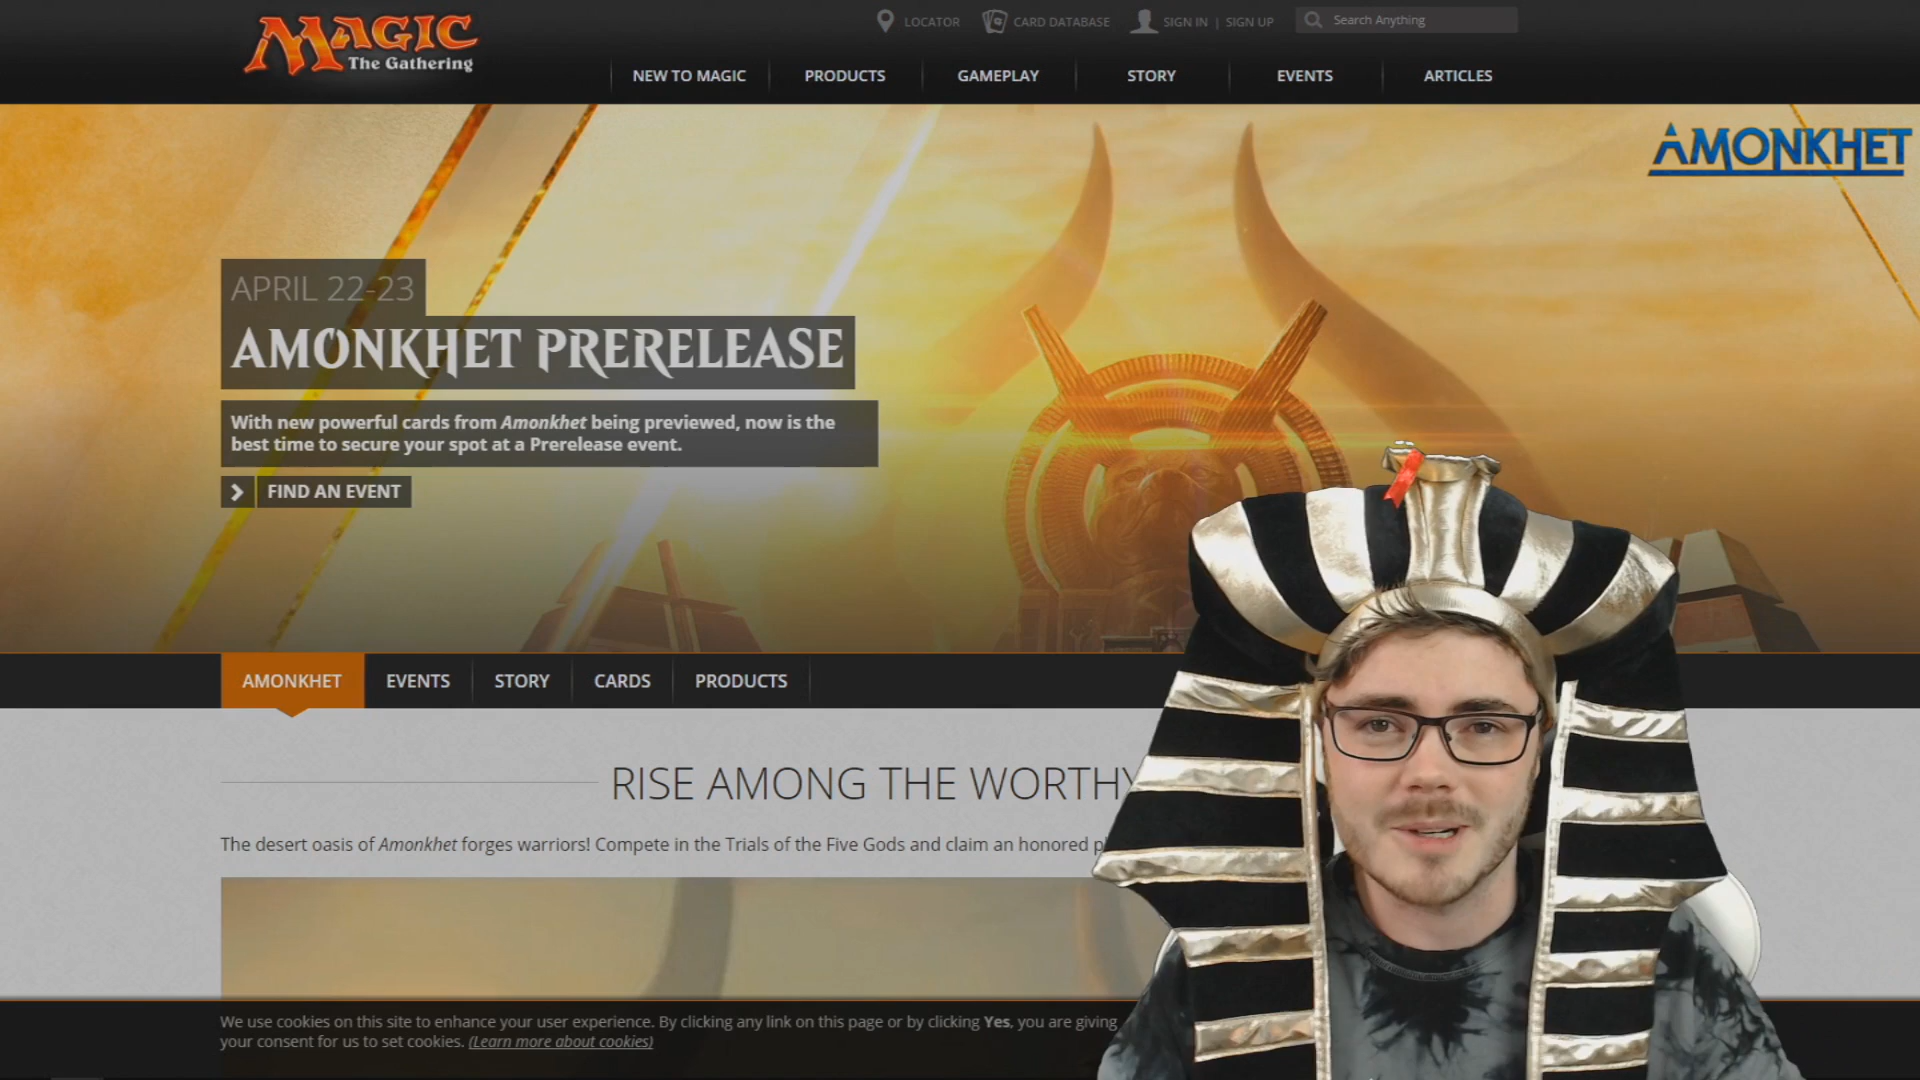 MAGIC
The Gathering
LOCATOR
CARD DATABASE
SIGN IN | SIGN UP
Search Anything
NEW TO MAGIC
PRODUCTS
GAMEPLAY
STORY
EVENTS
ARTICLES
AMONKHET
APRIL 22-23
AMONKHET PRERELEASE
With new powerful cards from Amonkhet being previewed, now is the
best time to secure your spot at a Prerelease event.
FIND AN EVENT
AMONKHET
EVENTS
STORY
CARDS
PRODUCTS
RISE AMONG THE WORTHY
The desert oasis of Amonkhet forges warriors! Compete in the Trials of the Five Gods and claim an honored
We use cookies on this site to enhance your user experience. By clicking any link on this page or by clicking Yes, you are giving
your consent for us to set cookies. (Learn more about cookies)